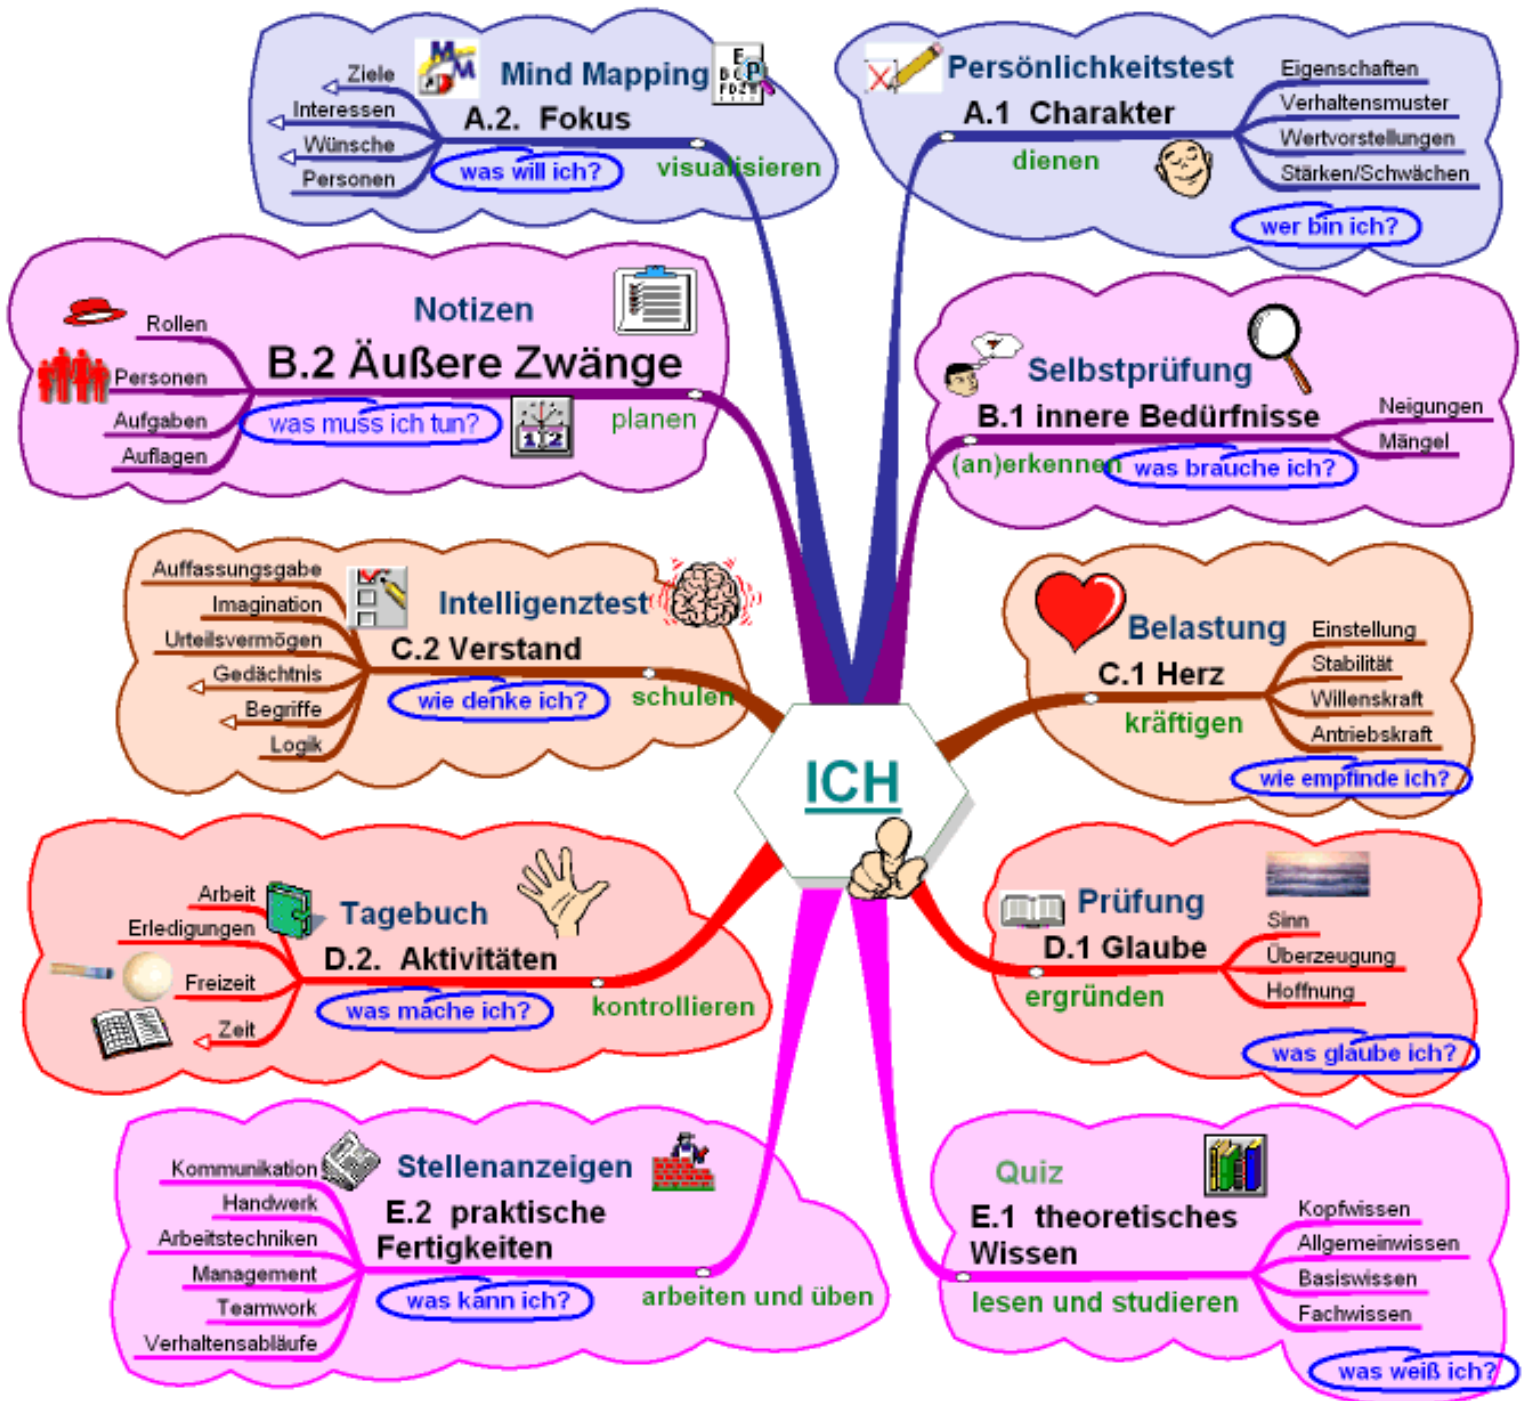 ICH
Persönlichkeitstest
A.1 Charakter
dienen
Eigenschaften
Verhaltensmuster
Wertvorstellungen
Stärken/Schwächen
wer bin ich?
Selbstprüfung
B.1 innere Bedürfnisse
(an)erkennen
was brauche ich?
Neigungen
Mängel
Belastung
C.1 Herz
kräftigen
Einstellung
Stabilität
Willenskraft
Antriebskraft
wie empfinde ich?
Prüfung
D.1 Glaube
ergründen
Sinn
Überzeugung
Hoffnung
was glaube ich?
Quiz
E.1 theoretisches
Wissen
lesen und studieren
Kopfwissen
Allgemeinwissen
Basiswissen
Fachwissen
was weiß ich?
Mind Mapping
A.2. Fokus
visualisieren
was will ich?
Ziele
Interessen
Wünsche
Personen
Notizen
B.2 Äußere Zwänge
planen
was muss ich tun?
Rollen
Personen
Aufgaben
Auflagen
Intelligenztest
C.2 Verstand
schulen
wie denke ich?
Auffassungsgabe
Imagination
Urteilsvermögen
Gedächtnis
Begriffe
Logik
Tagebuch
D.2. Aktivitäten
kontrollieren
was mache ich?
Arbeit
Erledigungen
Freizeit
Zeit
Stellenanzeigen
E.2 praktische
Fertigkeiten
arbeiten und üben
was kann ich?
Kommunikation
Handwerk
Arbeitstechniken
Management
Teamwork
Verhaltensabläufe